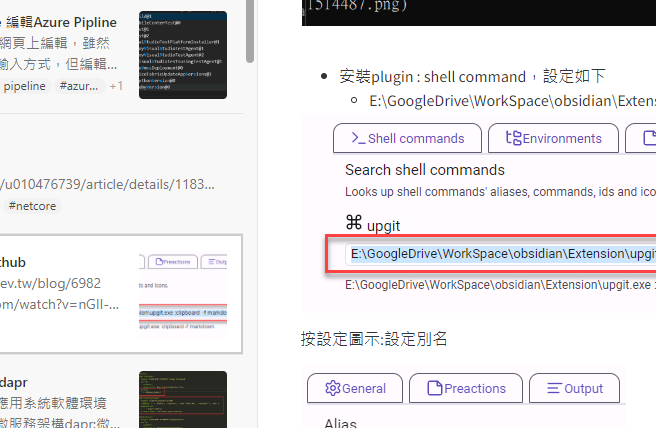 編輯Azure Pipline
網頁上編輯，雖然
輸入方式，但編輯...
pipeline #azur... +1
/u010476739/article/details/1183...
#netcore
thub
ev.tw/blog/6982
om/watch?v=nGlI-...
Preactions
dapr
應用系統軟體環境
微服務架構dapr:微
1514487.png)
安裝plugin : shell command，設定如下
E:\GoogleDrive\WorkSpace\obsidian\Extens
Shell commands Environments
Search shell commands
Looks up shell commands' aliases, commands, ids and ico
upgit
E:\GoogleDrive\WorkSpace\obsidian\Extension\upgi
E:\GoogleDrive\WorkSpace\obsidian\Extension\upgit.exe :
按設定圖示:設定別名
General Preactions Output
Alias